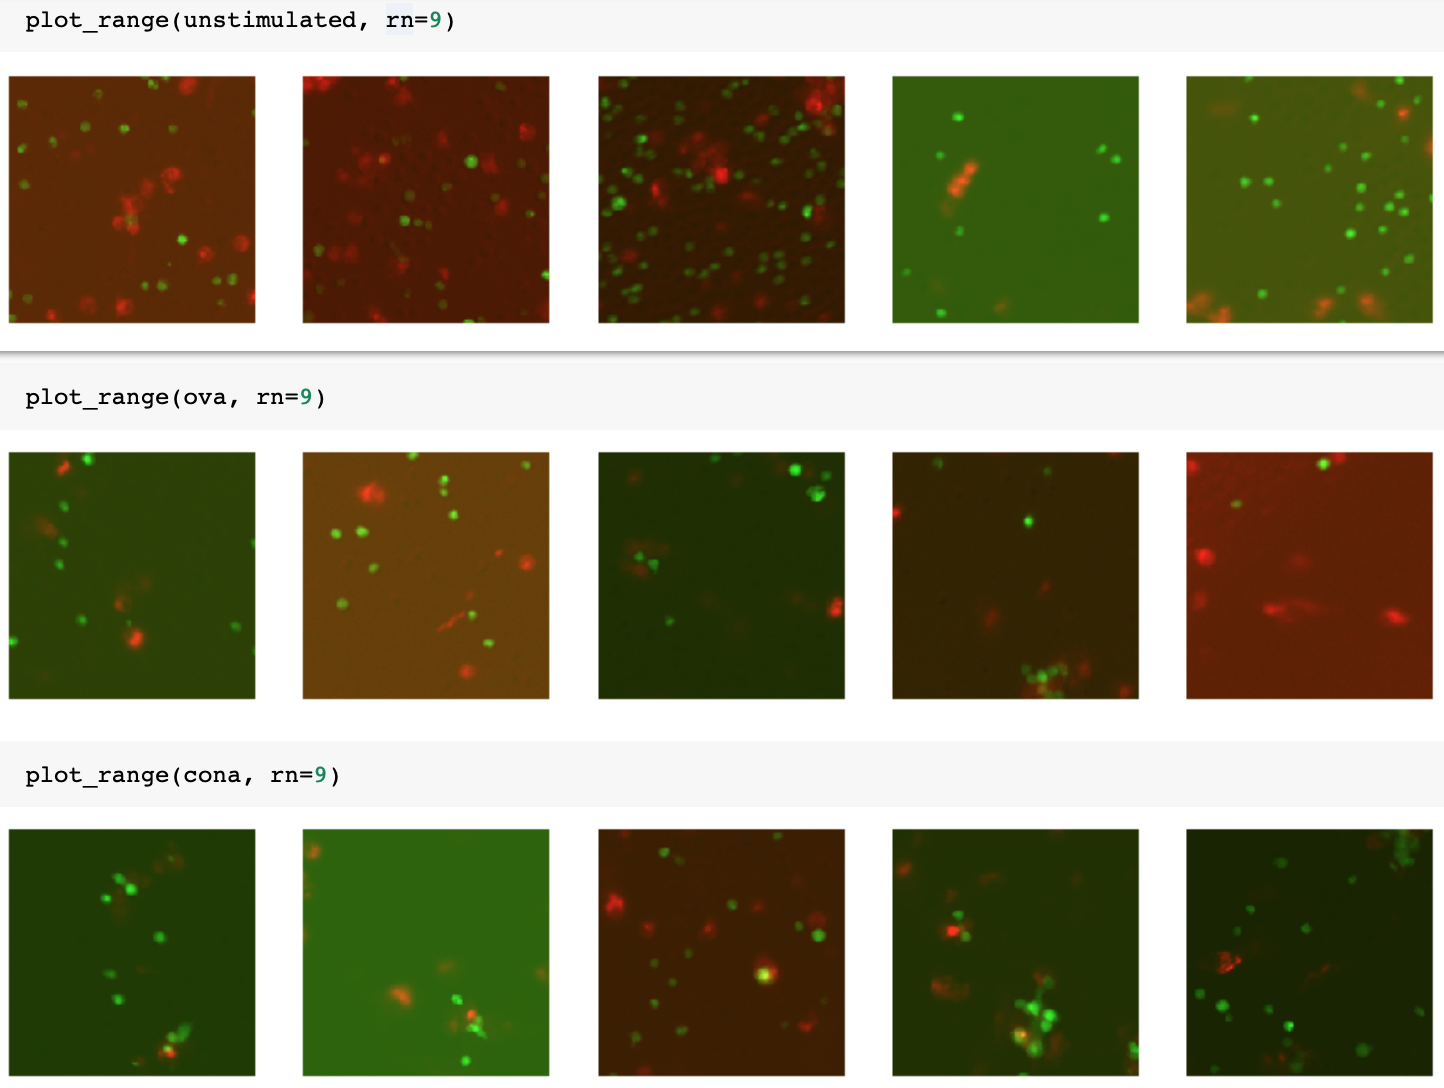 plot_range(unstimulated, rn=9)
plot_range(ova, rn=9)
plot_range(cona, rn=9)